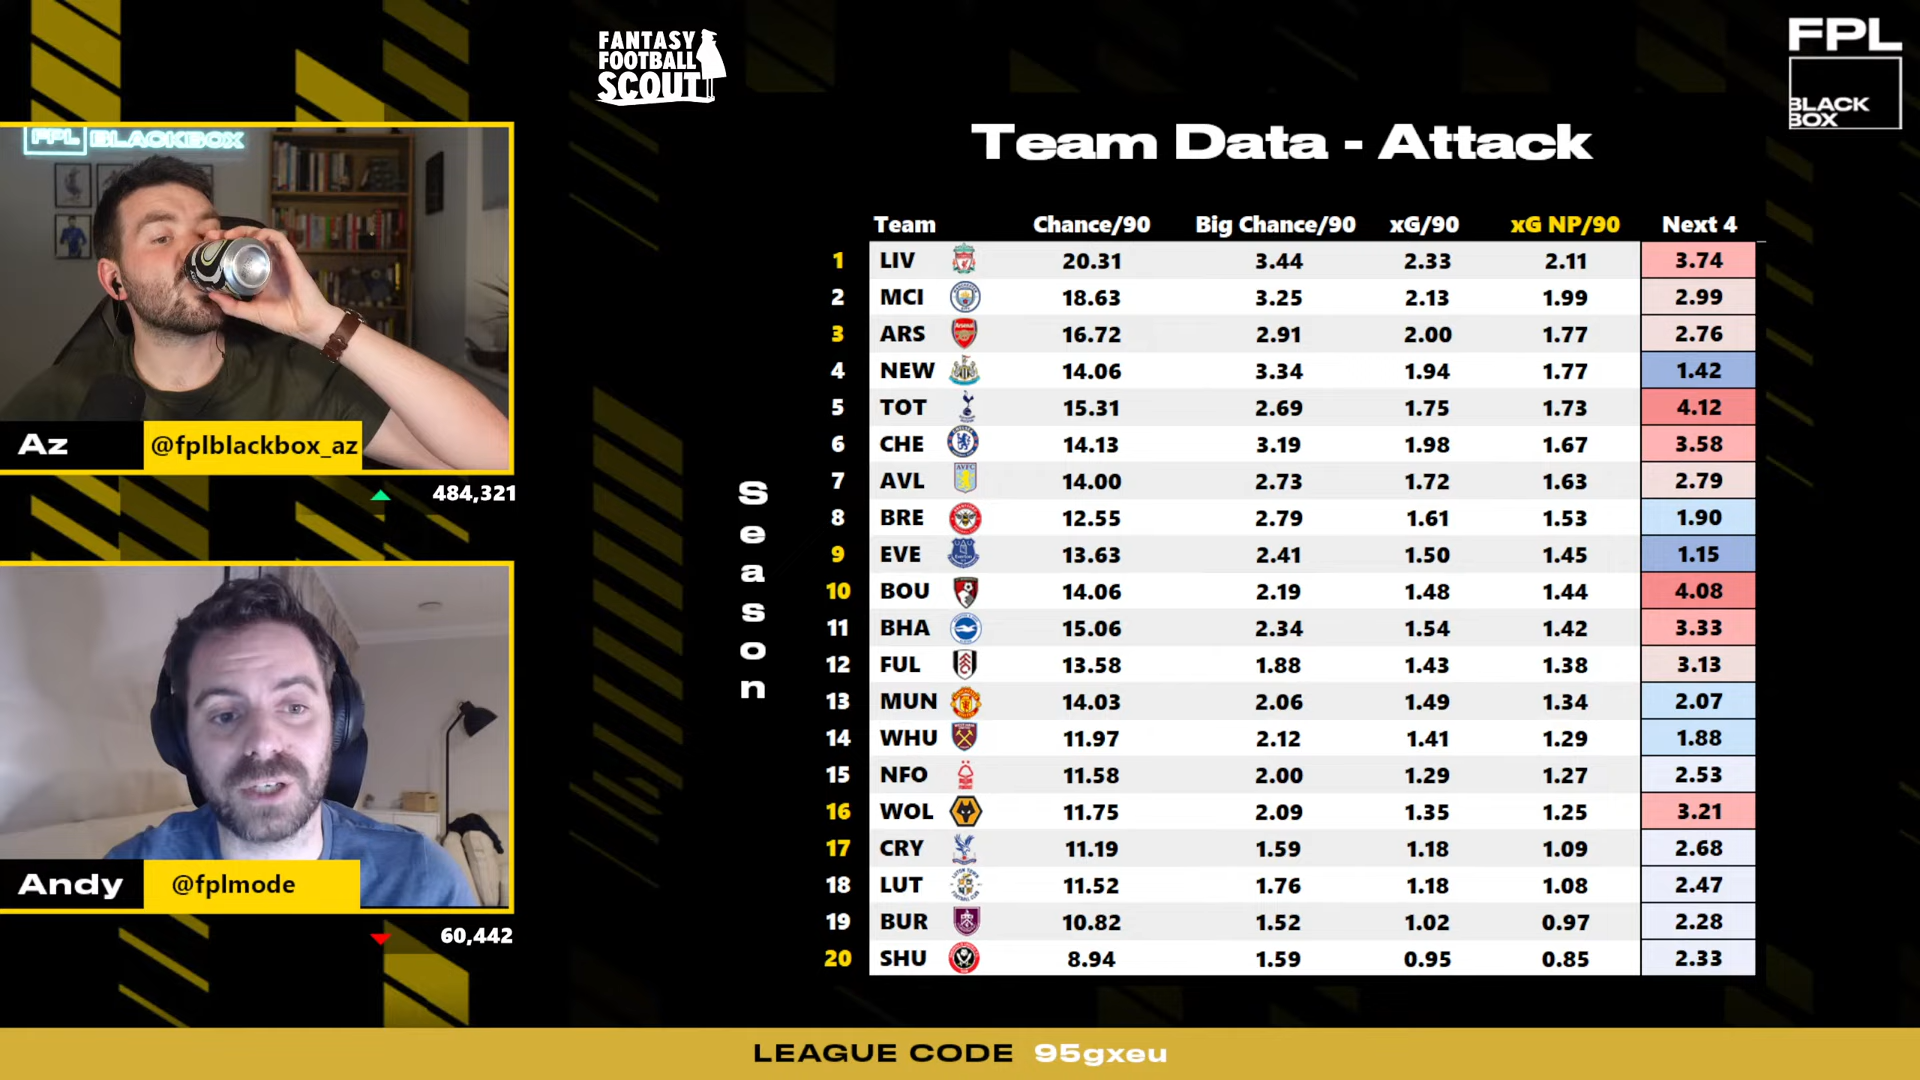 FANTASY
FOOTBALL
SCOUT
FPL
BLACK
BOX
FPL BLACKBOX
Az
@fplblackbox_az
484,321
Andy
@fplmode
60,442
Team Data - Attack
Season
Team Chance/90 Big Chance/90 xG/90 xG NP/90 Next 4
1 LIV 20.31 3.44 2.33 2.11 3.74
2 MCI 18.63 3.25 2.13 1.99 2.99
3 ARS 16.72 2.91 2.00 1.77 2.76
4 NEW 14.06 3.34 1.94 1.77 1.42
5 TOT 15.31 2.69 1.75 1.73 4.12
6 CHE 14.13 3.19 1.98 1.67 3.58
7 AVL 14.00 2.73 1.72 1.63 2.79
8 BRE 12.55 2.79 1.61 1.53 1.90
9 EVE 13.63 2.41 1.50 1.45 1.15
10 BOU 14.06 2.19 1.48 1.44 4.08
11 BHA 15.06 2.34 1.54 1.42 3.33
12 FUL 13.58 1.88 1.43 1.38 3.13
13 MUN 14.03 2.06 1.49 1.34 2.07
14 WHU 11.97 2.12 1.41 1.29 1.88
15 NFO 11.58 2.00 1.29 1.27 2.53
16 WOL 11.75 2.09 1.35 1.25 3.21
17 CRY 11.19 1.59 1.18 1.09 2.68
18 LUT 11.52 1.76 1.18 1.08 2.47
19 BUR 10.82 1.52 1.02 0.97 2.28
20 SHU 8.94 1.59 0.95 0.85 2.33
LEAGUE CODE 95gxeu